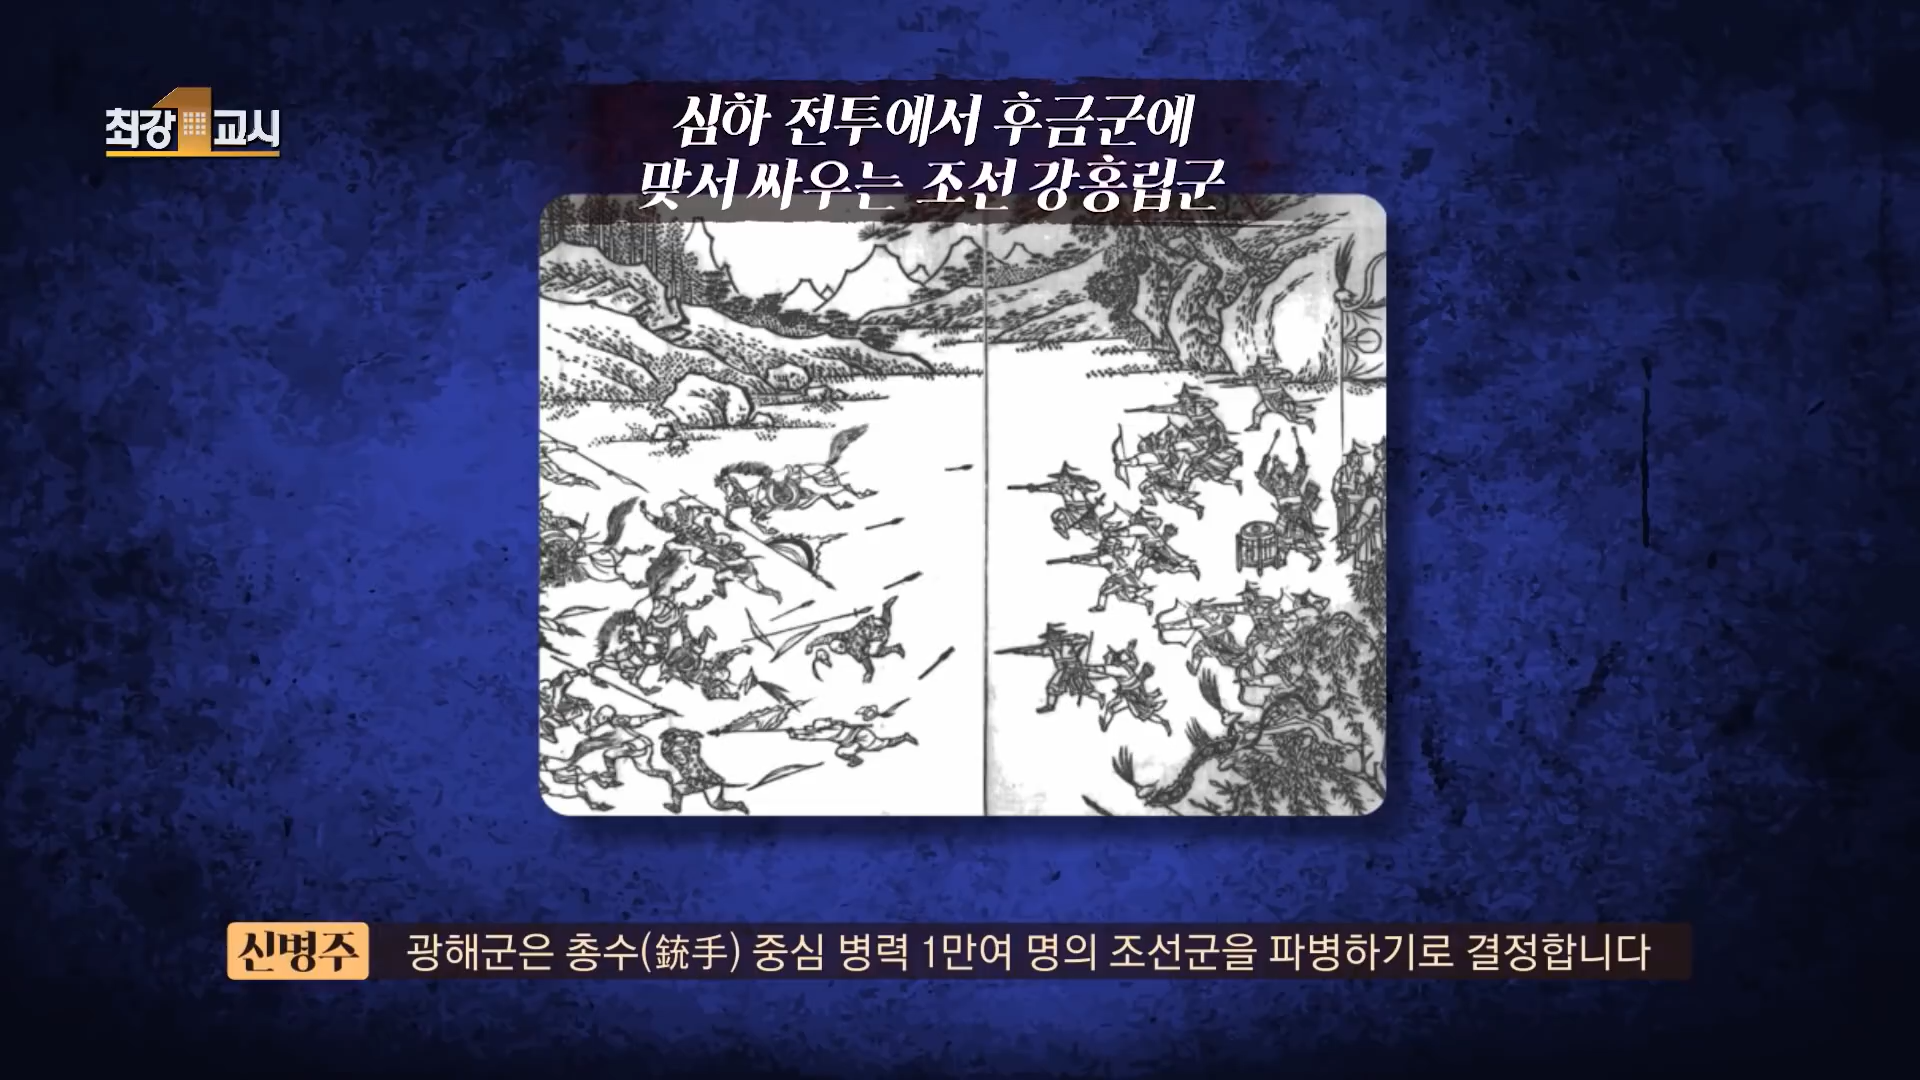 최강1교시
심하 전투에서 후금군에
맞서 싸우는 조선 강홍립군
신병주 광해군은 총수(銃手) 중심 병력 1만여 명의 조선군을 파병하기로 결정합니다